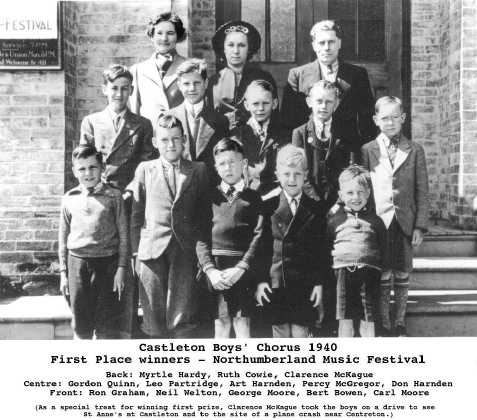 -FESTIVAL
Castleton Boys' Chorus 1940
First Place winners – Northumberland Music Festival
Back: Myrtle Hardy, Ruth Cowie, Clarence McKague
Centre: Gordon Quinn, Leo Partridge, Art Harnden, Percy McGregor, Don Harnden
Front: Ron Graham, Neil Welton, George Moore, Bert Bowen, Carl Moore
(As a special treat for winning first prize, Clarence McKague took the boys on a drive to see
St Anne's at Castleton and to the site of a plane crash near Centreton.)